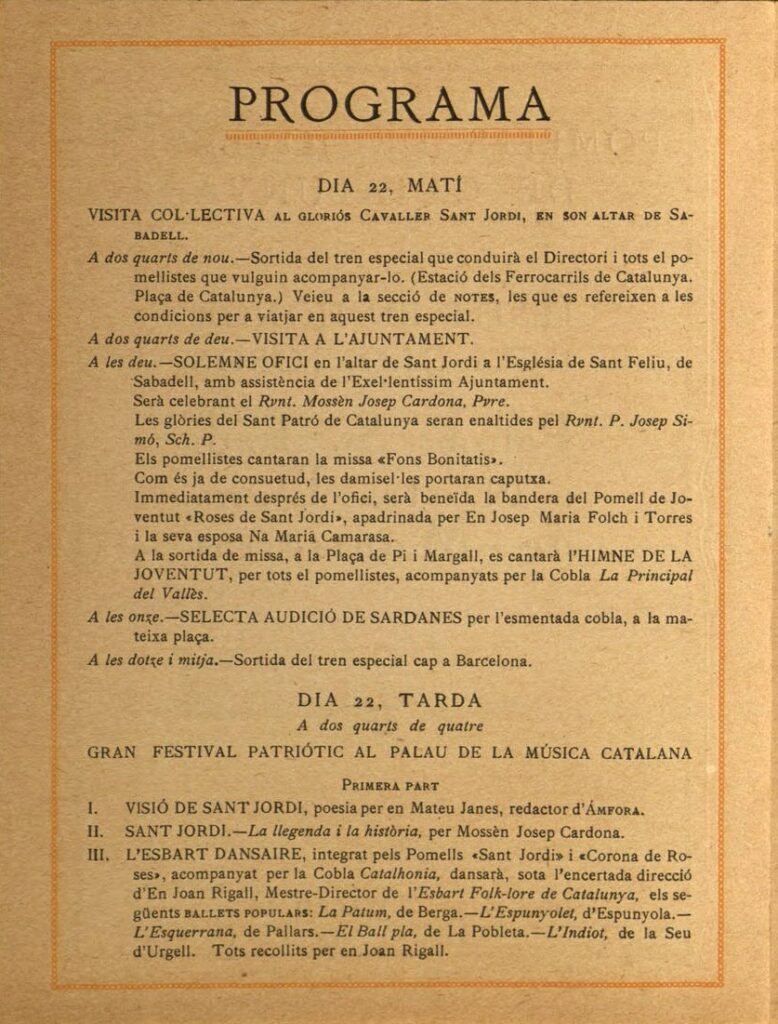 PROGRAMA
DIA 22, MATÍ
VISITA COL·LECTIVA AL GLORIÓS CAVALLER SANT JORDI, EN SON ALTAR DE SA-
BADELL.
A dos quarts de nou.—Sortida del tren especial que conduirà el Directori i tots el po-
mellistes que vulguin acompanyar-lo. (Estació dels Ferrocarrils de Catalunya.
Plaça de Catalunya.) Veieu a la secció de NOTES, les que es refereixen a les
condicions per a viatjar en aquest tren especial.
A dos quarts de deu.—VISITA A L'AJUNTAMENT.
A les deu.—SOLEMNE OFICI en l'altar de Sant Jordi a l'Església de Sant Feliu, de
Sabadell, amb assistència de l'Exel·lentíssim Ajuntament.
Serà celebrant el Rvnt. Mossèn Josep Cardona, Pvre.
Les glòries del Sant Patró de Catalunya seran enaltides pel Rvnt. P. Josep Si-
mó, Sch. P.
Els pomellistes cantaran la missa «Fons Bonitatis».
Com és ja de consuetud, les damisel·les portaran caputxa.
Immediatament després de l'ofici, serà beneïda la bandera del Pomell de Jo-
ventut «Roses de Sant Jordi», apadrinada per En Josep Maria Folch i Torres
i la seva esposa Na Mariá Camarasa.
A la sortida de missa, a la Plaça de Pi i Margall, es cantarà l'HIMNE DE LA
JOVENTUT, per tots el pomellistes, acompanyats per la Cobla La Principal
del Vallès.
A les onze.—SELECTA AUDICIÓ DE SARDANES per l'esmentada cobla, a la ma-
teixa plaça.
A les dotze i mitja.—Sortida del tren especial cap a Barcelona.
DIA 22, TARDA
A dos quarts de quatre
GRAN FESTIVAL PATRIÓTIC AL PALAU DE LA MÚSICA CATALANA
PRIMERA PART
I. VISIÓ DE SANT JORDI, poesia per en Mateu Janes, redactor d'ÀMFORA.
II. SANT JORDI.—La llegenda i la història, per Mossèn Josep Cardona.
III. L'ESBART DANSAIRE, integrat pels Pomells «Sant Jordi» i «Corona de Ro-
ses», acompanyat per la Cobla Catalhonia, dansarà, sota l'encertada direcció
d'En Joan Rigall, Mestre-Director de l'Esbart Folk-lore de Catalunya, els se-
güents BALLETS POPULARS: La Patum, de Berga.—L'Espunyolet, d'Espunyola.—
L'Esquerrana, de Pallars.—El Ball pla, de La Pobleta.—L'Indiot, de la Seu
d'Urgell. Tots recollits per en Joan Rigall.